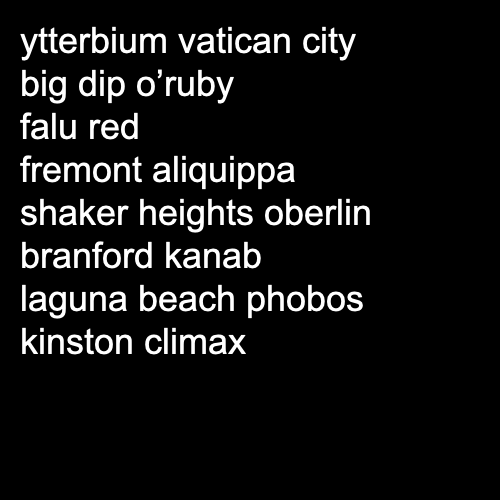 ytterbium vatican city
big dip o’ruby
falu red
fremont aliquippa
shaker heights oberlin
branford kanab
laguna beach phobos
kinston climax